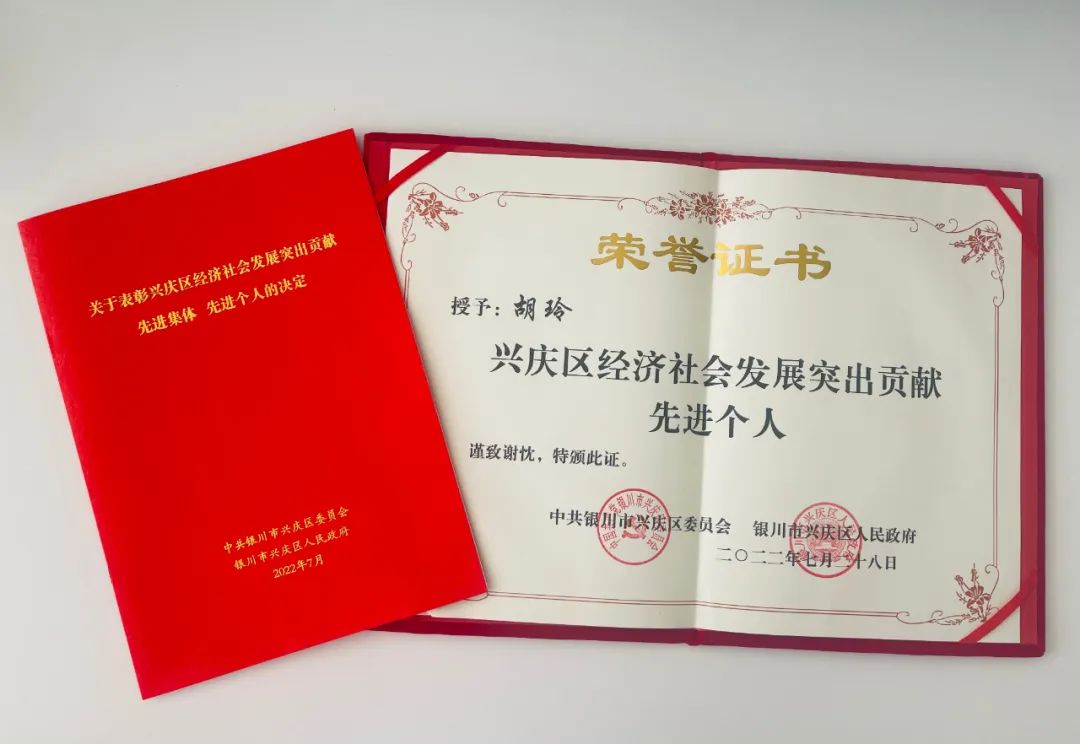 关于表彰兴庆区经济社会发展突出贡献
先进集体 先进个人的决定
中共银川市兴庆区委员会
银川市兴庆区人民政府
2022年7月
荣誉证书
授予：胡玲
兴庆区经济社会发展突出贡献
先进个人
谨致谢忱，特颁此证。
中共银川市兴庆区委员会 银川市兴庆区人民政府
二〇二二年七月二十八日